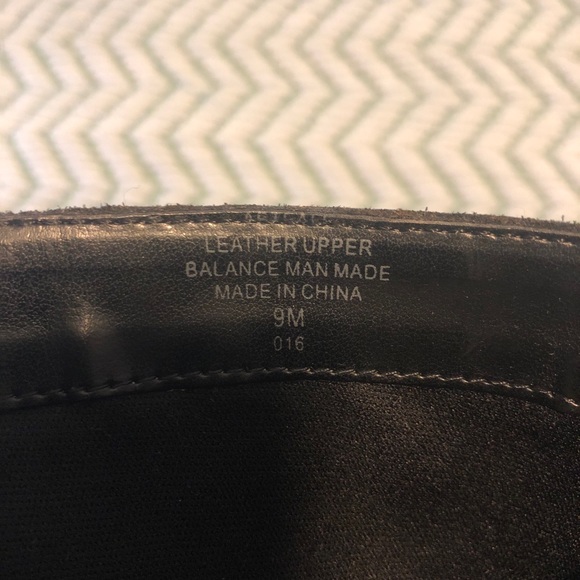 LEATHER UPPER
BALANCE MAN MADE
MADE IN CHINA
9M
016